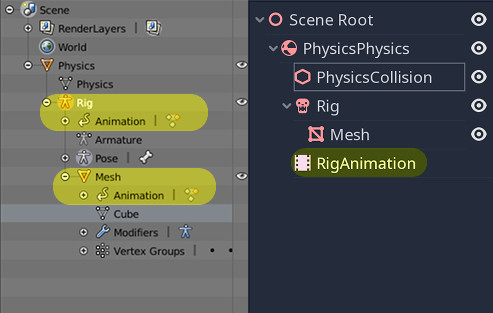 Scene
RenderLayers |
World
Physics
Physics
Rig
Animation |
Armature
Pose |
Mesh
Animation |
Cube
Modifiers |
Vertex Groups |
Scene Root
PhysicsPhysics
PhysicsCollision
Rig
Mesh
RigAnimation